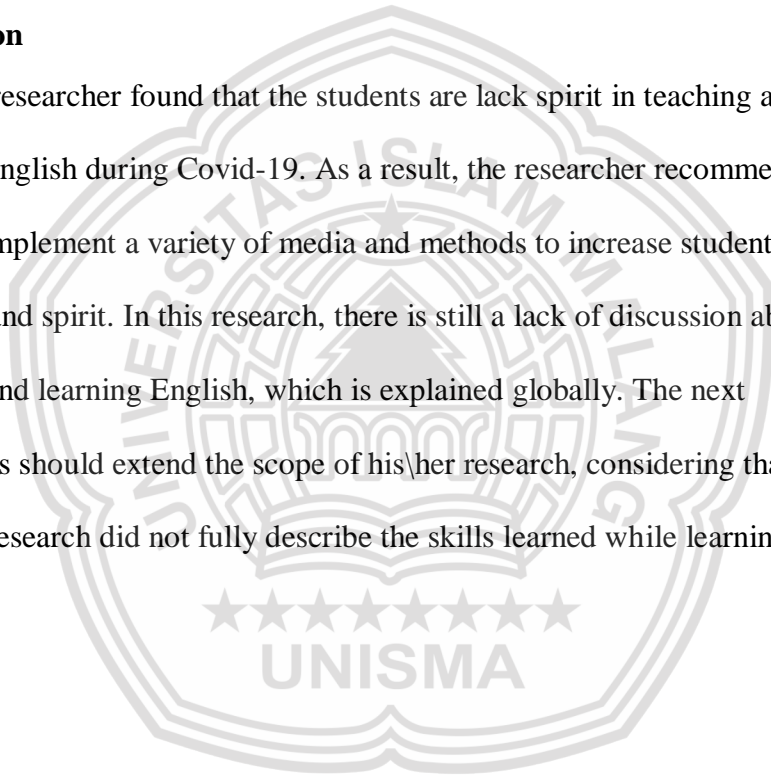 on
researcher found that the students are lack spirit in teaching a
nglish during Covid-19. As a result, the researcher recomme
mplement a variety of media and methods to increase student
nd spirit. In this research, there is still a lack of discussion ab
nd learning English, which is explained globally. The next
s should extend the scope of his\her research, considering tha
esearch did not fully describe the skills learned while learnin
UNIVERSITAS ISLAM MALANG
UNISMA